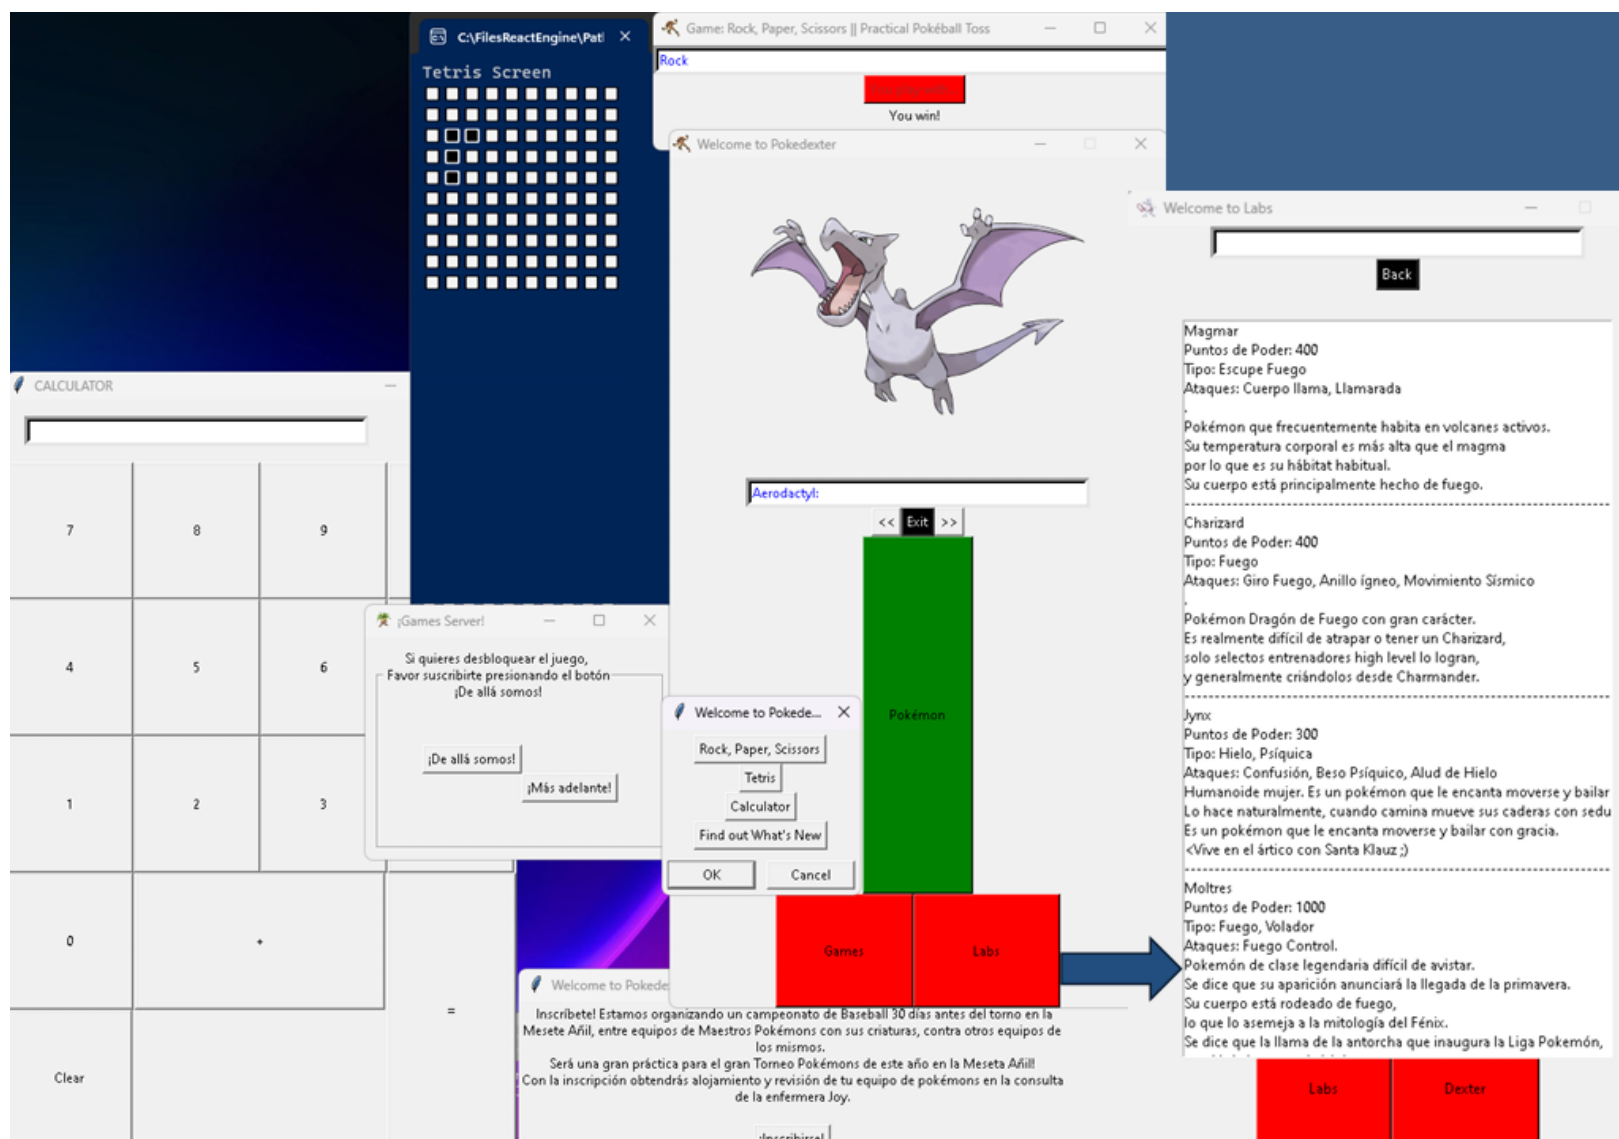 C:\FilesReactEngine\Patl
Tetris Screen
Game: Rock, Paper, Scissors || Practical Pokéball Toss
Rock
You win!
Welcome to Pokedexter
Aerodactyl:
<< Exit >>
Pokémon
Games
Labs
Welcome to Labs
Back
Magmar
Puntos de Poder: 400
Tipo: Escupe Fuego
Ataques: Cuerpo llama, Llamarada
.
Pokémon que frecuentemente habita en volcanes activos.
Su temperatura corporal es más alta que el magma
por lo que es su hábitat habitual.
Su cuerpo está principalmente hecho de fuego.
Charizard
Puntos de Poder: 400
Tipo: Fuego
Ataques: Giro Fuego, Anillo ígneo, Movimiento Sísmico
.
Pokémon Dragón de Fuego con gran carácter.
Es realmente difícil de atrapar o tener un Charizard,
solo selectos entrenadores high level lo logran,
y generalmente criándolos desde Charmander.
Jynx
Puntos de Poder: 300
Tipo: Hielo, Psíquica
Ataques: Confusión, Beso Psíquico, Alud de Hielo
Humanoide mujer. Es un pokémon que le encanta moverse y bailar
Lo hace naturalmente, cuando camina mueve sus caderas con sedu
Es un pokémon que le encanta moverse y bailar con gracia.
<Vive en el ártico con Santa Klauz ;)
Moltres
Puntos de Poder: 1000
Tipo: Fuego, Volador
Ataques: Fuego Control.
Pokemón de clase legendaria difícil de avistar.
Se dice que su aparición anunciará la llegada de la primavera.
Su cuerpo está rodeado de fuego,
lo que lo asemeja a la mitología del Fénix.
Se dice que la llama de la antorcha que inaugura la Liga Pokemón,
Labs
Dexter
CALCULATOR
7 8 9
4 5 6
1 2 3
0 +
=
Clear
¡Games Server!
Si quieres desbloquear el juego,
Favor suscribirte presionando el botón
¡De allá somos!
¡De allá somos!
¡Más adelante!
Welcome to Pokede...
Rock, Paper, Scissors
Tetris
Calculator
Find out What's New
OK Cancel
Welcome to Pokede
Inscríbete! Estamos organizando un campeonato de Baseball 30 días antes del torno en la
Mesete Añil, entre equipos de Maestros Pokémons con sus criaturas, contra otros equipos de
los mismos.
Será una gran práctica para el gran Torneo Pokémons de este año en la Meseta Añil!
Con la inscripción obtendrás alojamiento y revisión de tu equipo de pokémons en la consulta
de la enfermera Joy.
¡Inscribirse!